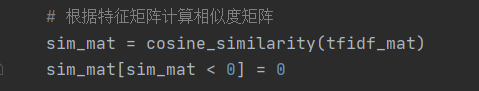 # 根据特征矩阵计算相似度矩阵
sim_mat = cosine_similarity(tfidf_mat)
sim_mat[sim_mat < 0] = 0